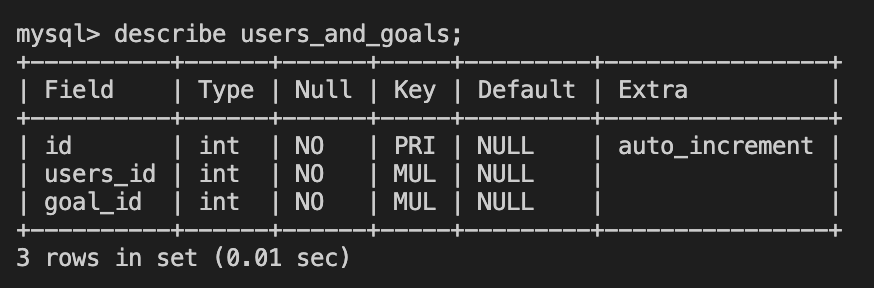 mysql> describe users_and_goals;
+----------+------+------+-----+---------+----------------+
| Field    | Type | Null | Key | Default | Extra          |
+----------+------+------+-----+---------+----------------+
| id       | int  | NO   | PRI | NULL    | auto_increment |
| users_id | int  | NO   | MUL | NULL    |                |
| goal_id  | int  | NO   | MUL | NULL    |                |
+----------+------+------+-----+---------+----------------+
3 rows in set (0.01 sec)